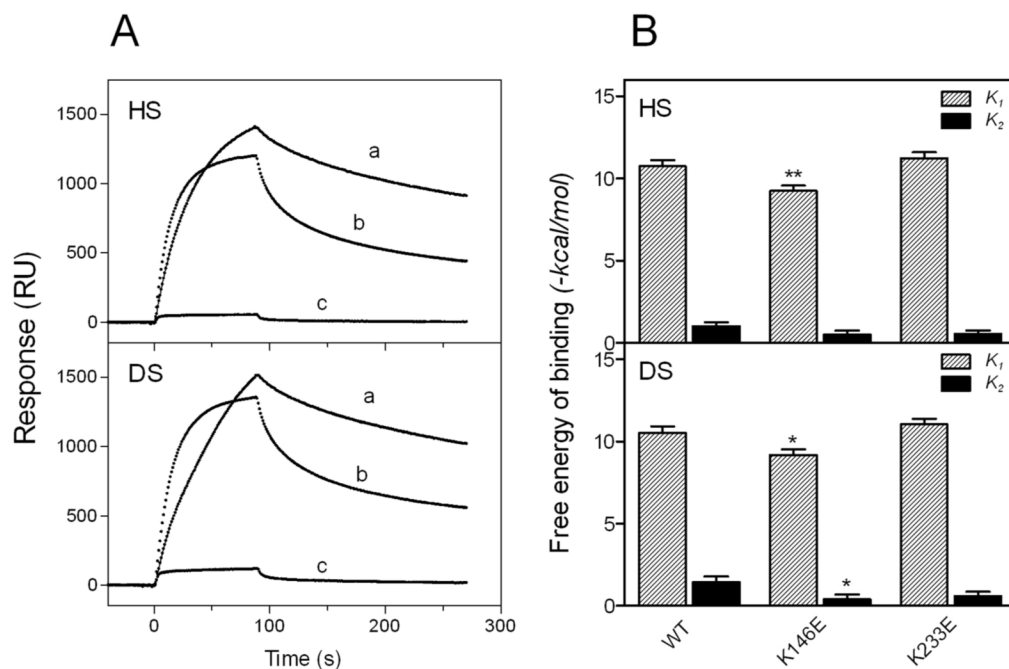 A
HS
1500
1000
500
0
a
b
c
DS
1500
1000
500
0
a
b
c
0 100 200 300
Time (s)
Response (RU)
B
15
10
5
0
HS
K1
K2
**
15
10
5
0
DS
K1
K2
*
*
WT K146E K233E
Free energy of binding (-kcal/mol)